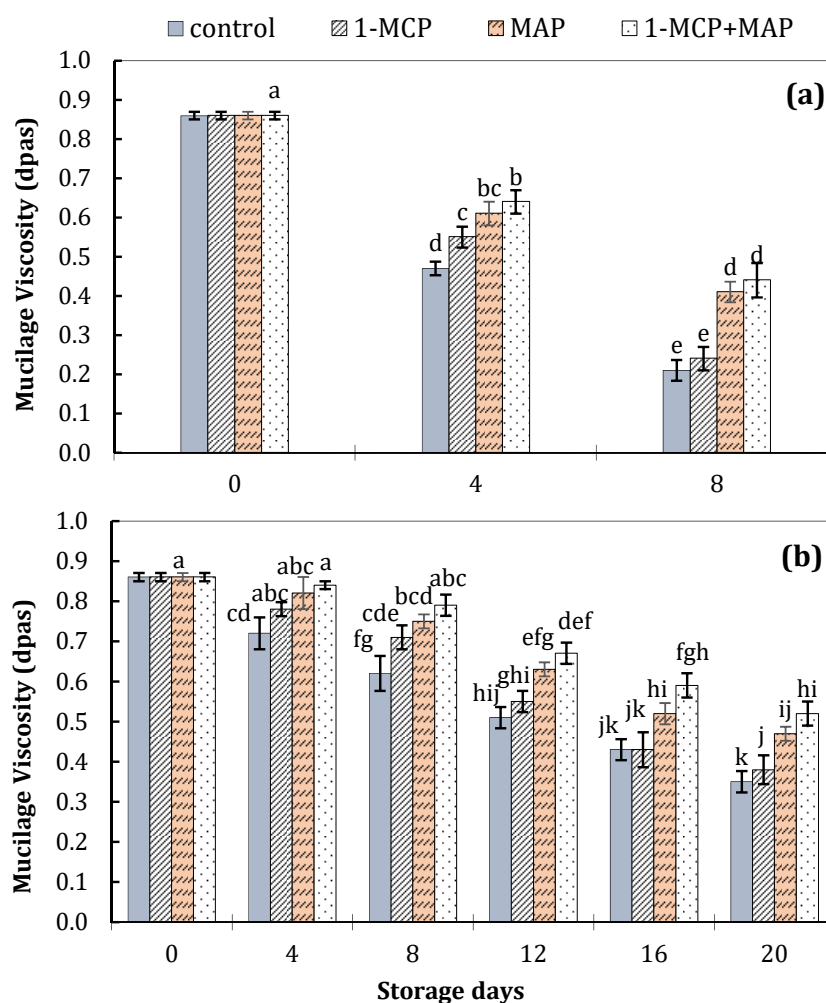 control 1-MCP MAP 1-MCP+MAP
(a)
Mucilage Viscosity (dpas)
1.0
0.9
0.8
0.7
0.6
0.5
0.4
0.3
0.2
0.1
0.0
a
d c bc b
e e d d
0 4 8
(b)
Mucilage Viscosity (dpas)
1.0
0.9
0.8
0.7
0.6
0.5
0.4
0.3
0.2
0.1
0.0
a
cd abc abc a
fg cde bcd abc
hij ghi efg def
jk jk hi fgh
k j ij hi
0 4 8 12 16 20
Storage days